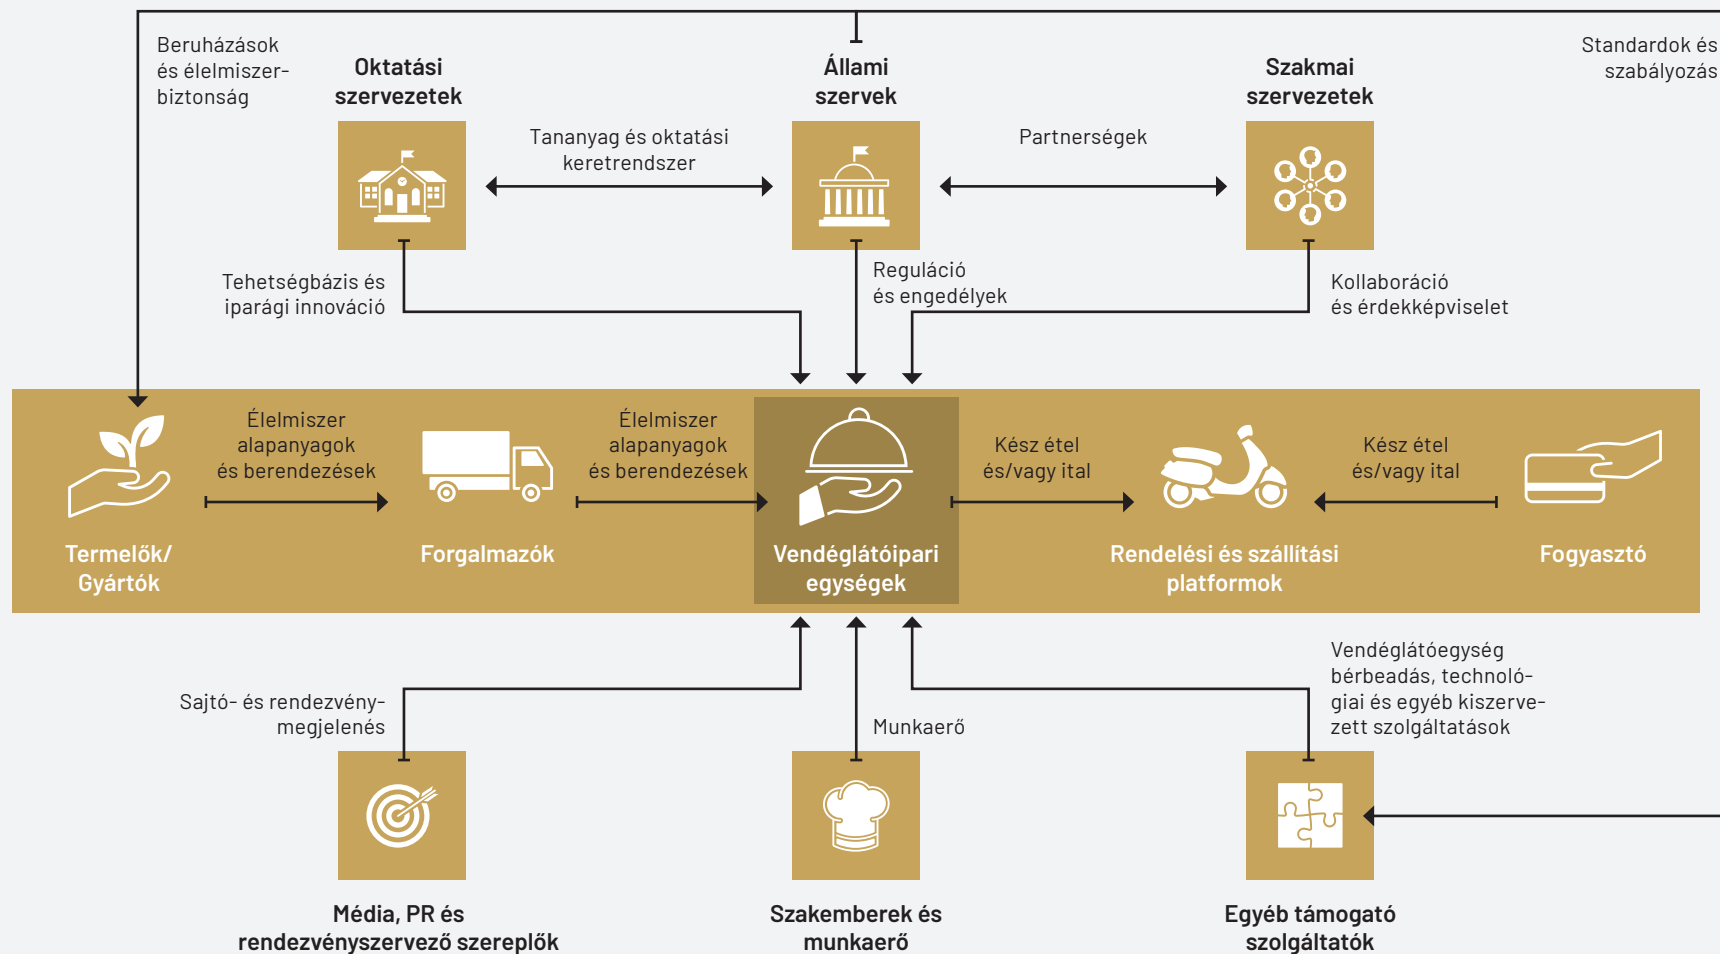 Beruházások
és élelmiszer-
biztonság
Oktatási
szervezetek
Állami
szervek
Szakmai
szervezetek
Standardok és
szabályozás
Tananyag és oktatási
keretrendszer
Partnerségek
Tehetségbázis és
iparági innováció
Reguláció
és engedélyek
Kollaboráció
és érdekképviselet
Élelmiszer
alapanyagok
és berendezések
Élelmiszer
alapanyagok
és berendezések
Kész étel
és/vagy ital
Kész étel
és/vagy ital
Termelők/
Gyártók
Forgalmazók
Vendéglátóipari
egységek
Rendelési és szállítási
platformok
Fogyasztó
Sajtó- és rendezvény-
megjelenés
Munkaerő
Vendéglátóegység
bérbeadás, technoló-
giai és egyéb kiszerve-
zett szolgáltatások
Média, PR és
rendezvényszervező szereplők
Szakemberek és
munkaerő
Egyéb támogató
szolgáltatók